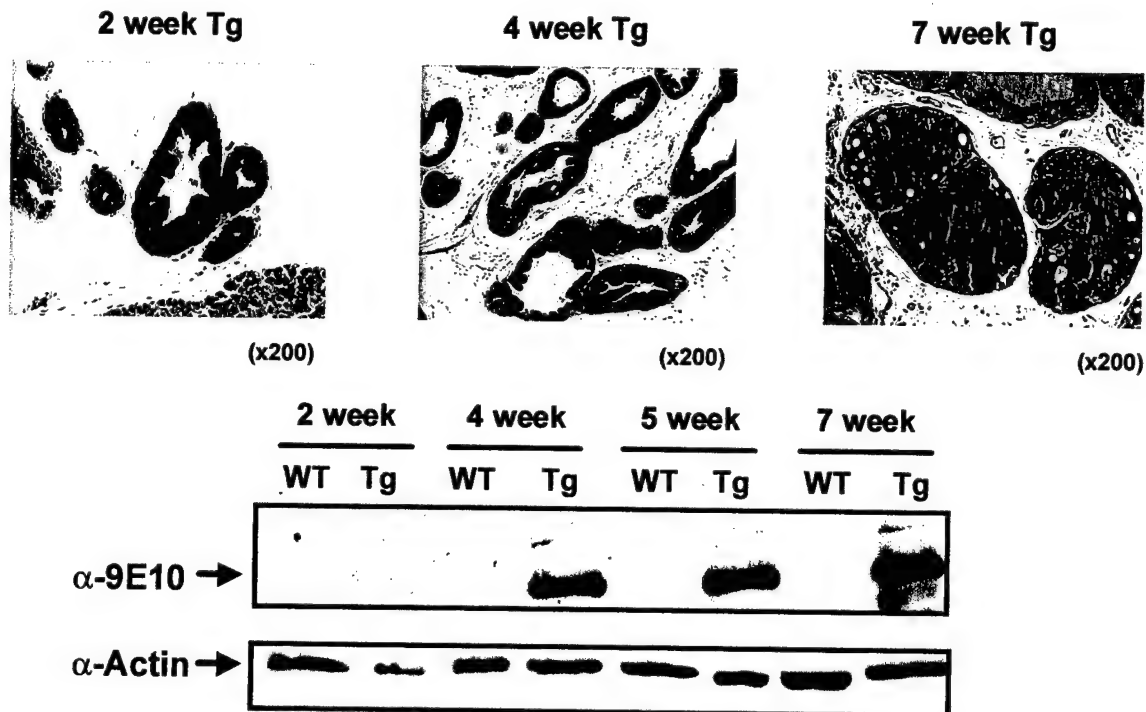 2 week Tg 4 week Tg 7 week Tg
(x200) (x200) (x200)
2 week 4 week 5 week 7 week
WT Tg WT Tg WT Tg WT Tg
α-9E10
α-Actin